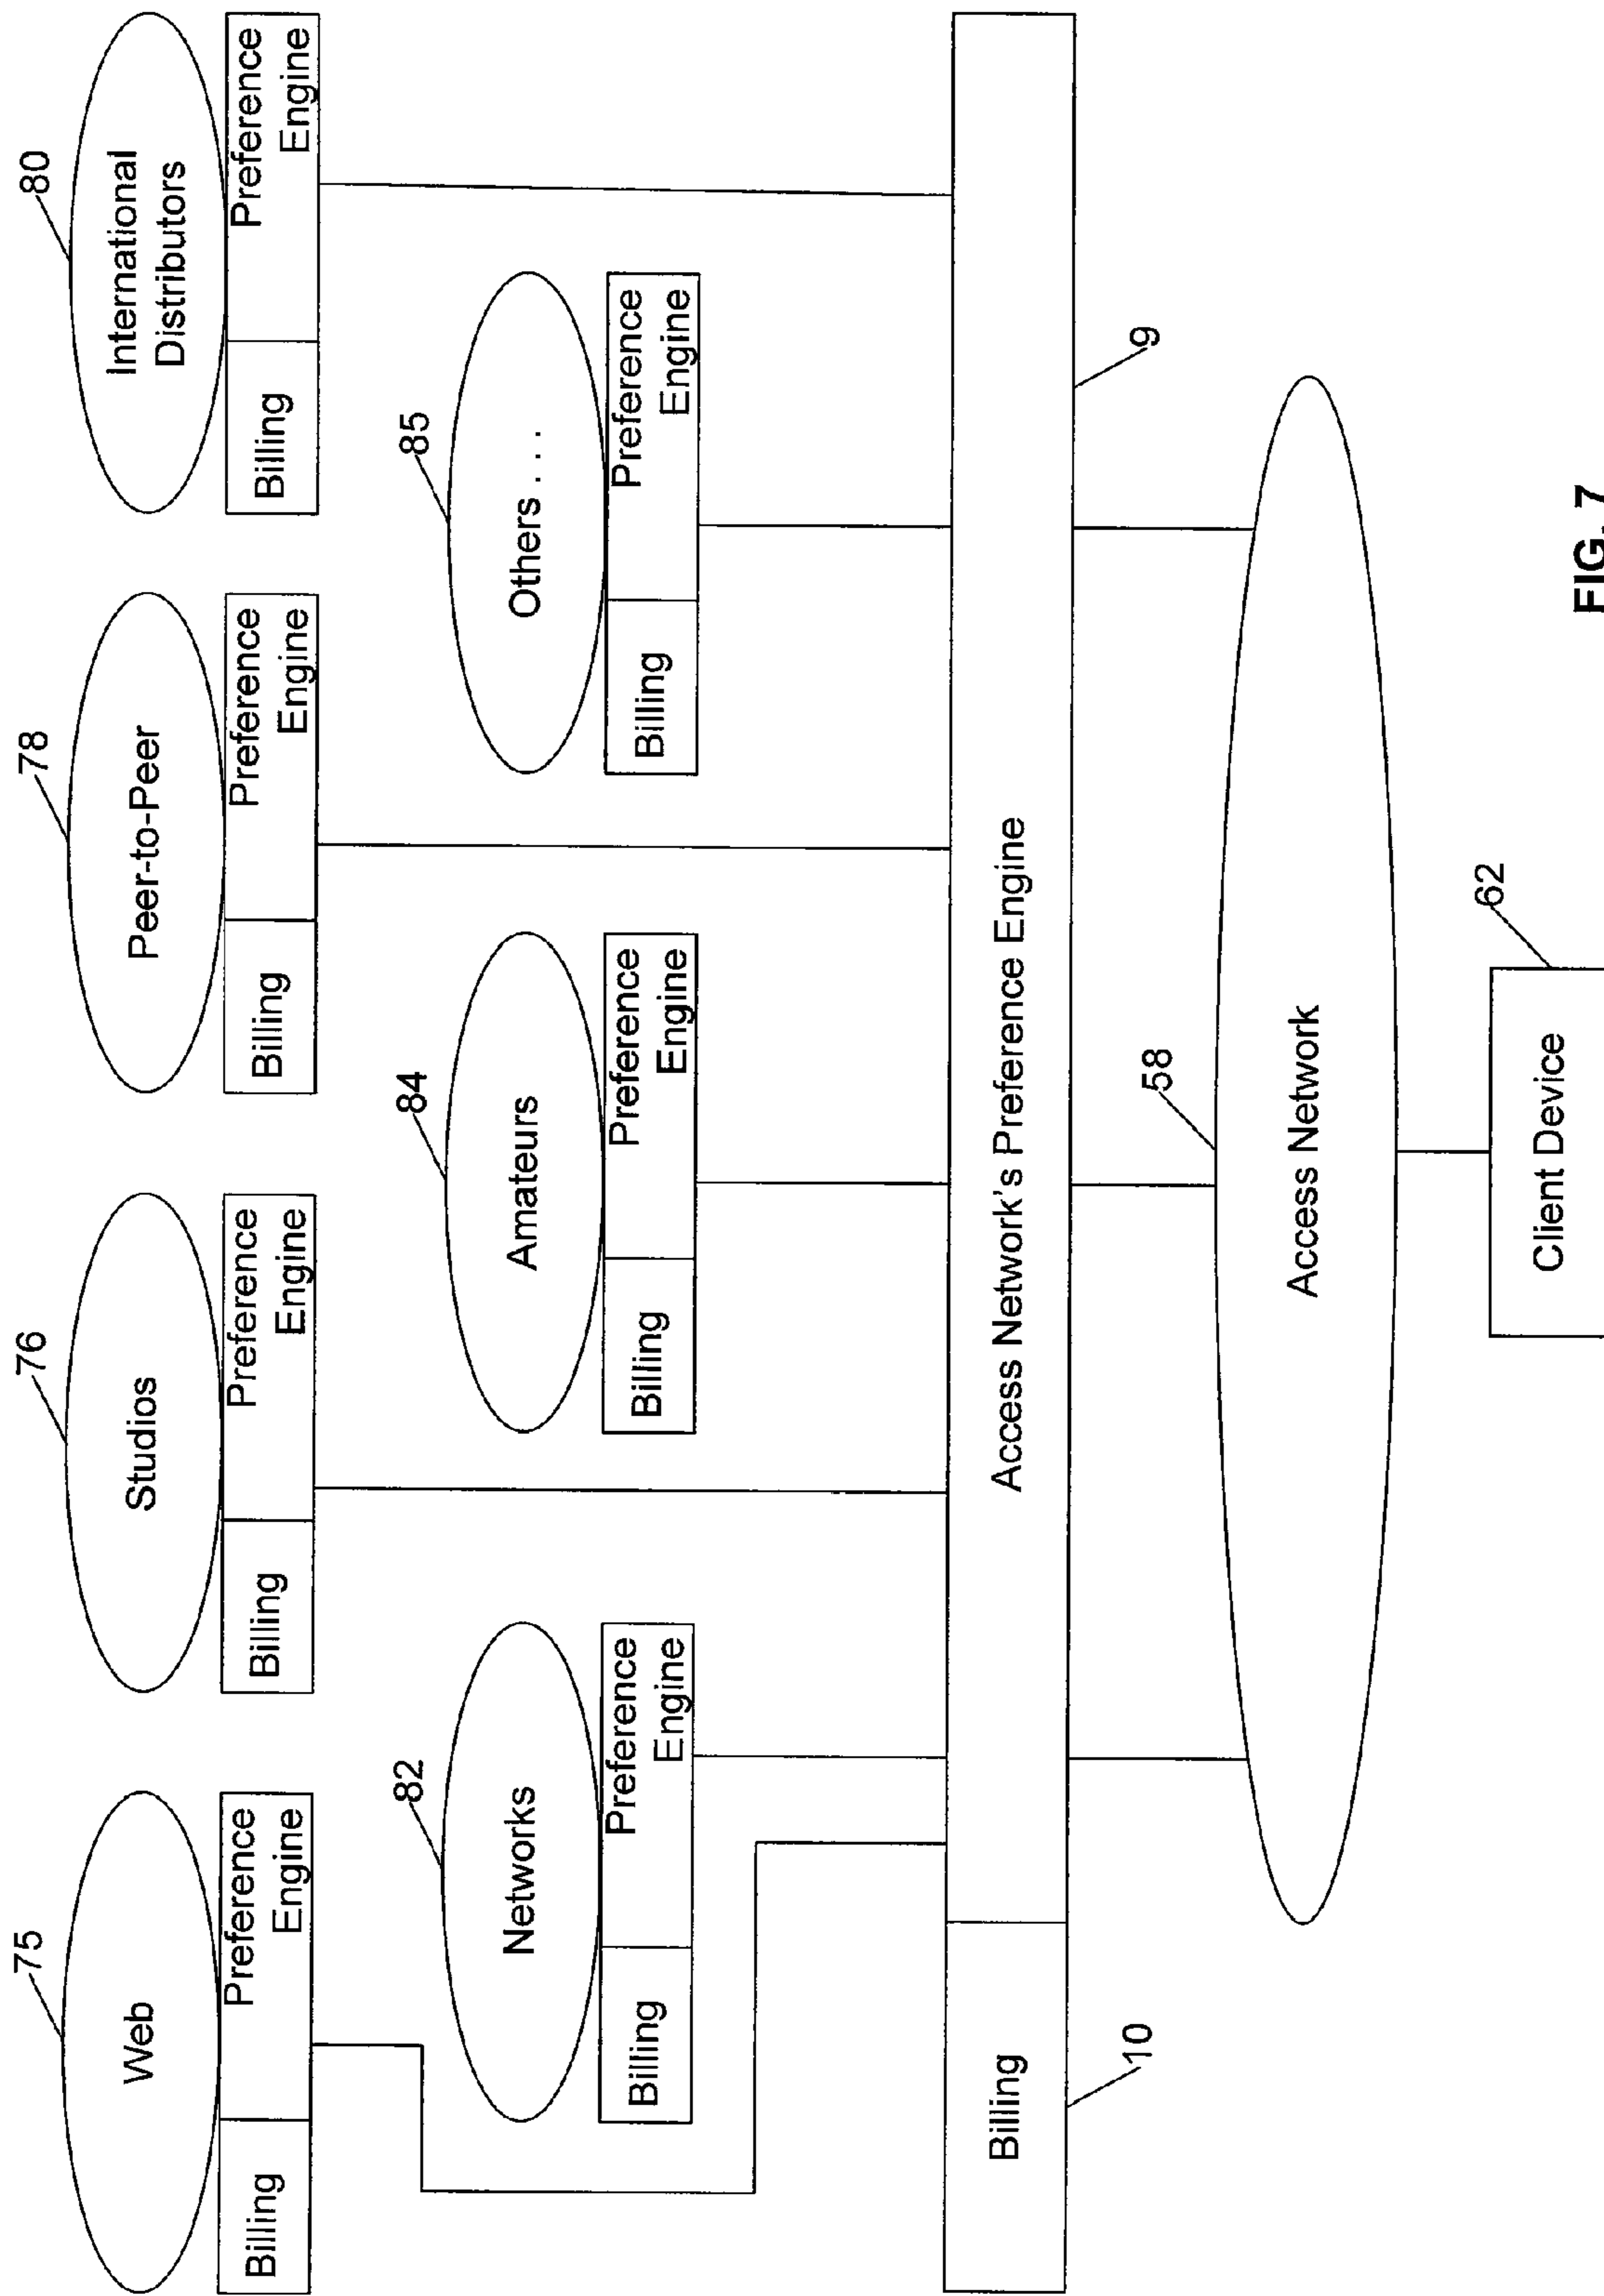 75
Web
Billing
Preference
Engine
76
Studios
Billing
Preference
Engine
78
Peer-to-Peer
Billing
Preference
Engine
80
International
Distributors
Billing
Preference
Engine
82
Networks
Billing
Preference
Engine
84
Amateurs
Billing
Preference
Engine
85
Others . . .
Billing
Preference
Engine
Billing
Access Network's Preference Engine
10
9
58
Access Network
62
Client Device
FIG. 7